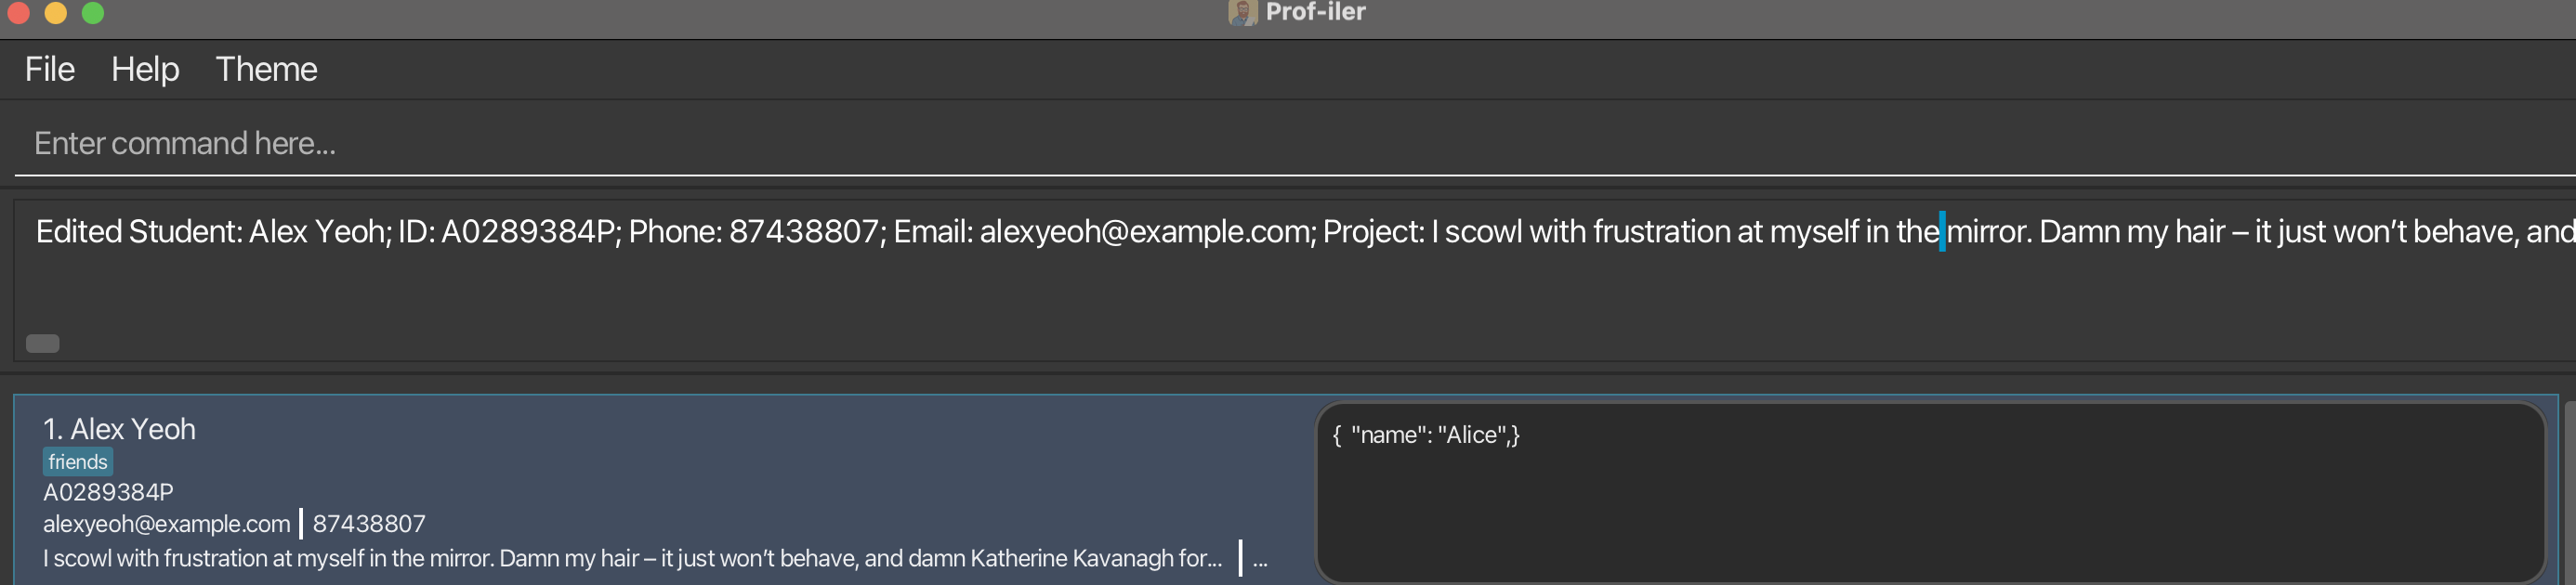 Prof-iler
File Help Theme
Enter command here...
Edited Student: Alex Yeoh; ID: A0289384P; Phone: 87438807; Email: alexyeoh@example.com; Project: I scowl with frustration at myself in the mirror. Damn my hair – it just won’t behave, and
1. Alex Yeoh
friends
A0289384P
alexyeoh@example.com | 87438807
I scowl with frustration at myself in the mirror. Damn my hair – it just won’t behave, and damn Katherine Kavanagh for... | ...
{ "name": "Alice",}